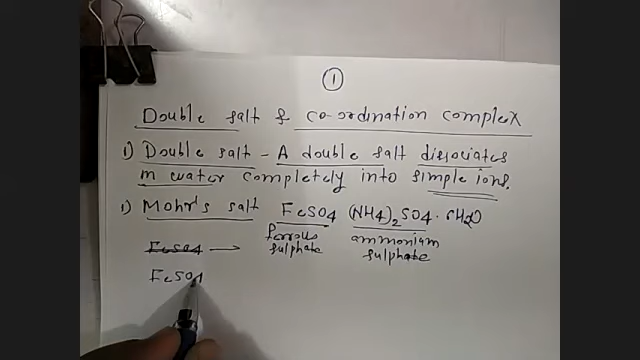 1
Double salt & co-ordination complex
1) Double salt - A double salt dissociates
in water completely into simple ions.
1) Mohr's salt FeSO4 (NH4)2SO4. 6H2O
ferrous sulphate ammonium sulphate
FeSO4 →
FeSO4